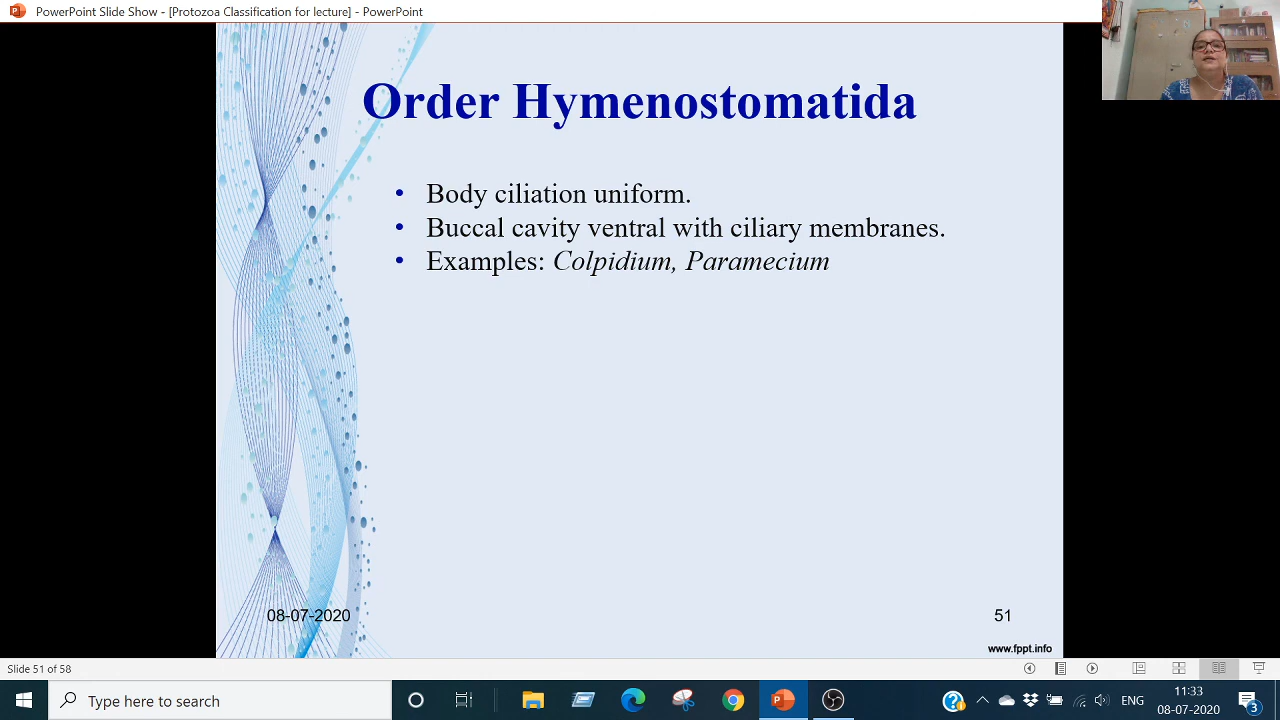 PowerPoint Slide Show - [Protozoa Classification for lecture] - PowerPoint
Order Hymenostomatida
• Body ciliation uniform.
• Buccal cavity ventral with ciliary membranes.
• Examples: Colpidium, Paramecium
08-07-2020
51
www.fppt.info
Slide 51 of 58
Type here to search
ENG
11:33
08-07-2020
3